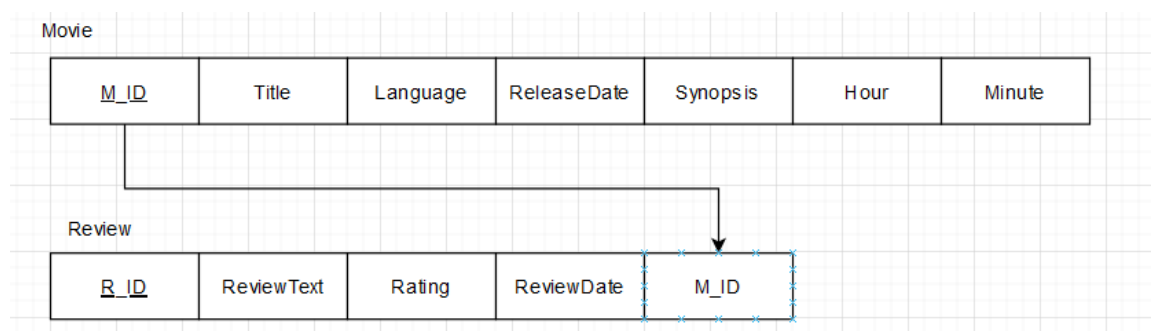 Movie
M_ID Title Language ReleaseDate Synopsis Hour Minute
Review
R_ID ReviewText Rating ReviewDate M_ID